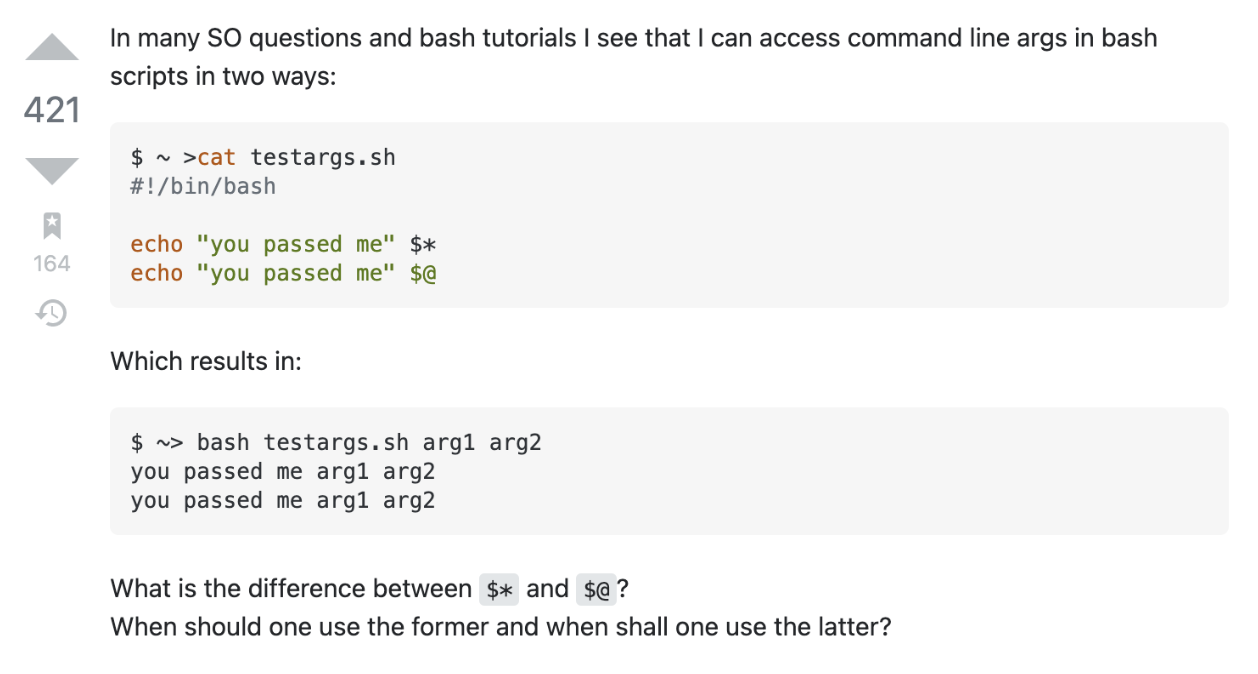 In many SO questions and bash tutorials I see that I can access command line args in bash
scripts in two ways:
421
$ ~ >cat testargs.sh
#!/bin/bash
echo "you passed me" $*
echo "you passed me" $@
164
Which results in:
$ ~> bash testargs.sh arg1 arg2
you passed me arg1 arg2
you passed me arg1 arg2
What is the difference between $* and $@?
When should one use the former and when shall one use the latter?